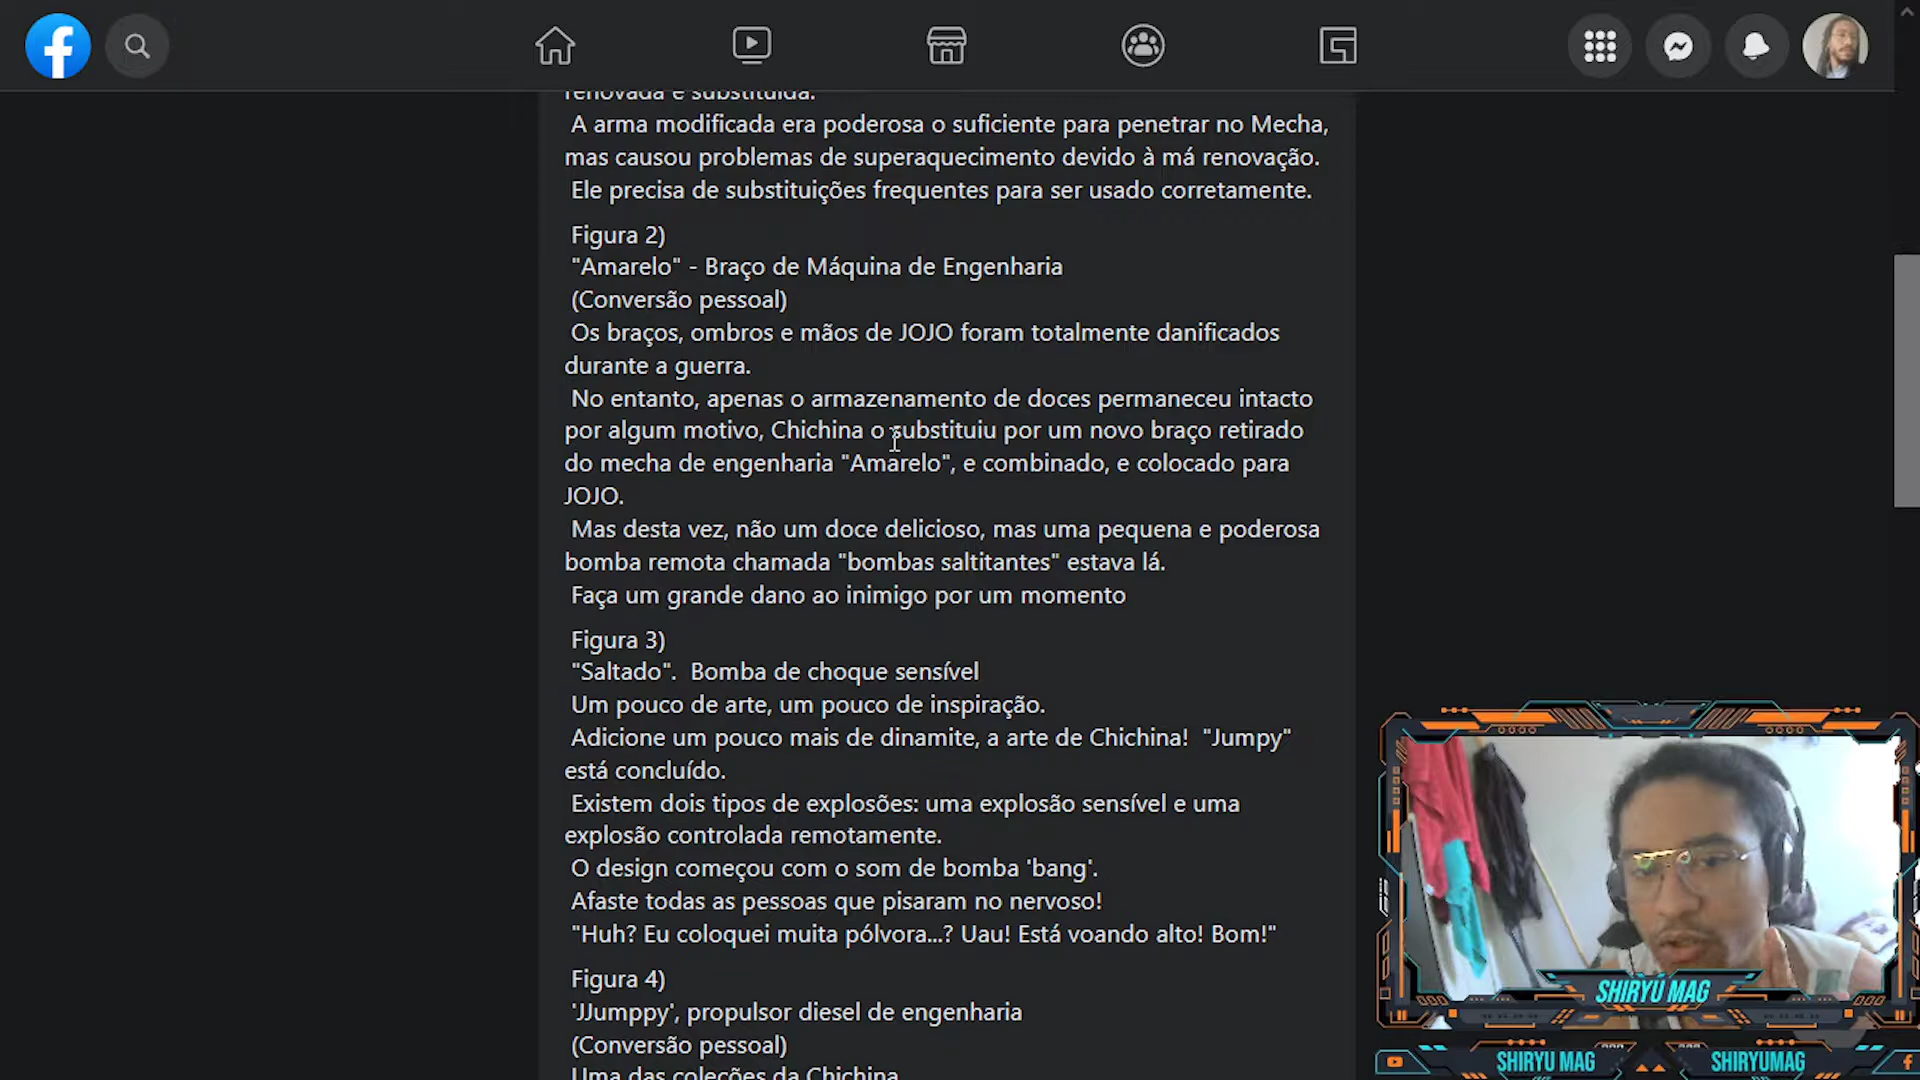 renovada e substituída.
A arma modificada era poderosa o suficiente para penetrar no Mecha,
mas causou problemas de superaquecimento devido à má renovação.
Ele precisa de substituições frequentes para ser usado corretamente.
Figura 2)
"Amarelo" - Braço de Máquina de Engenharia
(Conversão pessoal)
Os braços, ombros e mãos de JOJO foram totalmente danificados
durante a guerra.
No entanto, apenas o armazenamento de doces permaneceu intacto
por algum motivo, Chichina o substituiu por um novo braço retirado
do mecha de engenharia "Amarelo", e combinado, e colocado para
JOJO.
Mas desta vez, não um doce delicioso, mas uma pequena e poderosa
bomba remota chamada "bombas saltitantes" estava lá.
Faça um grande dano ao inimigo por um momento
Figura 3)
"Saltado".  Bomba de choque sensível
Um pouco de arte, um pouco de inspiração.
Adicione um pouco mais de dinamite, a arte de Chichina!  "Jumpy"
está concluído.
Existem dois tipos de explosões: uma explosão sensível e uma
explosão controlada remotamente.
O design começou com o som de bomba 'bang'.
Afaste todas as pessoas que pisaram no nervoso!
"Huh? Eu coloquei muita pólvora...? Uau! Está voando alto! Bom!"
Figura 4)
'JJumppy', propulsor diesel de engenharia
(Conversão pessoal)
Uma das coleções da Chichina
SHIRYU MAG
SHIRYU MAG
SHIRYUMAG